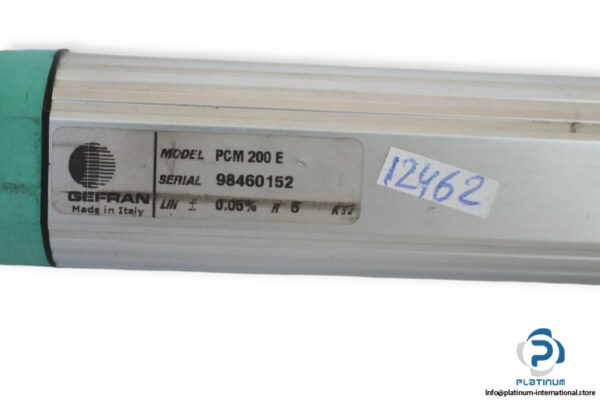 MODEL PCM 200 E
SERIAL 98460152
LIN ± 0.05% R 5 KΩ
GEFRAN
Made in Italy
12462
PLATINUM
Info@platinum-international.store